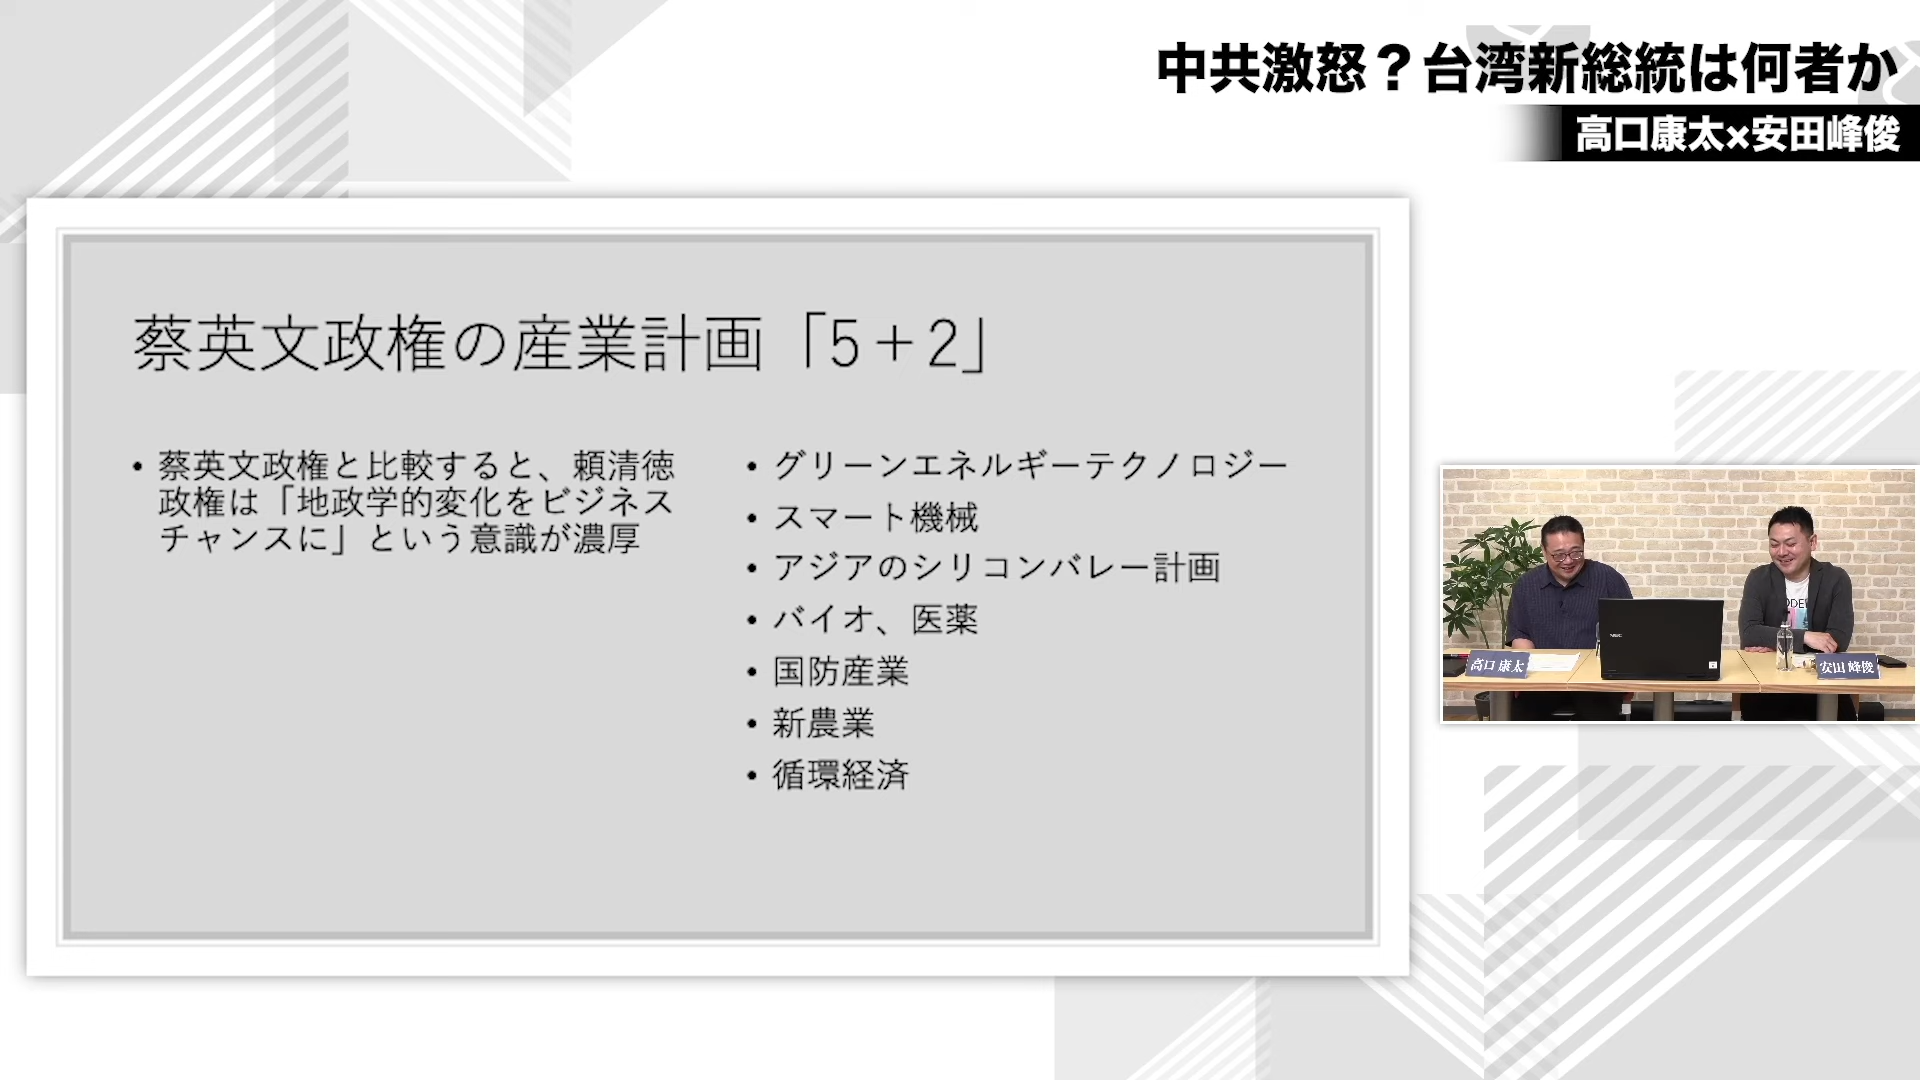 中共激怒？台湾新総統は何者か
高口康太×安田峰俊
蔡英文政権の産業計画「5＋2」
• 蔡英文政権と比較すると、頼清徳
政権は「地政学的変化をビジネス
チャンスに」という意識が濃厚
• グリーンエネルギーテクノロジー
• スマート機械
• アジアのシリコンバレー計画
• バイオ、医薬
• 国防産業
• 新農業
• 循環経済
NEC
高口 康太
安田 峰俊